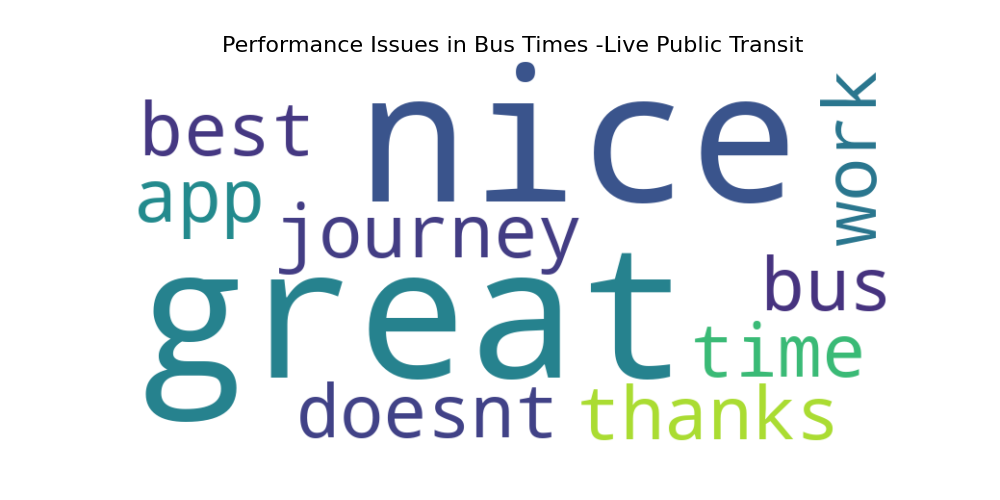 Performance Issues in Bus Times -Live Public Transit
best
nice
work
app
journey
great
bus
time
doesnt
thanks